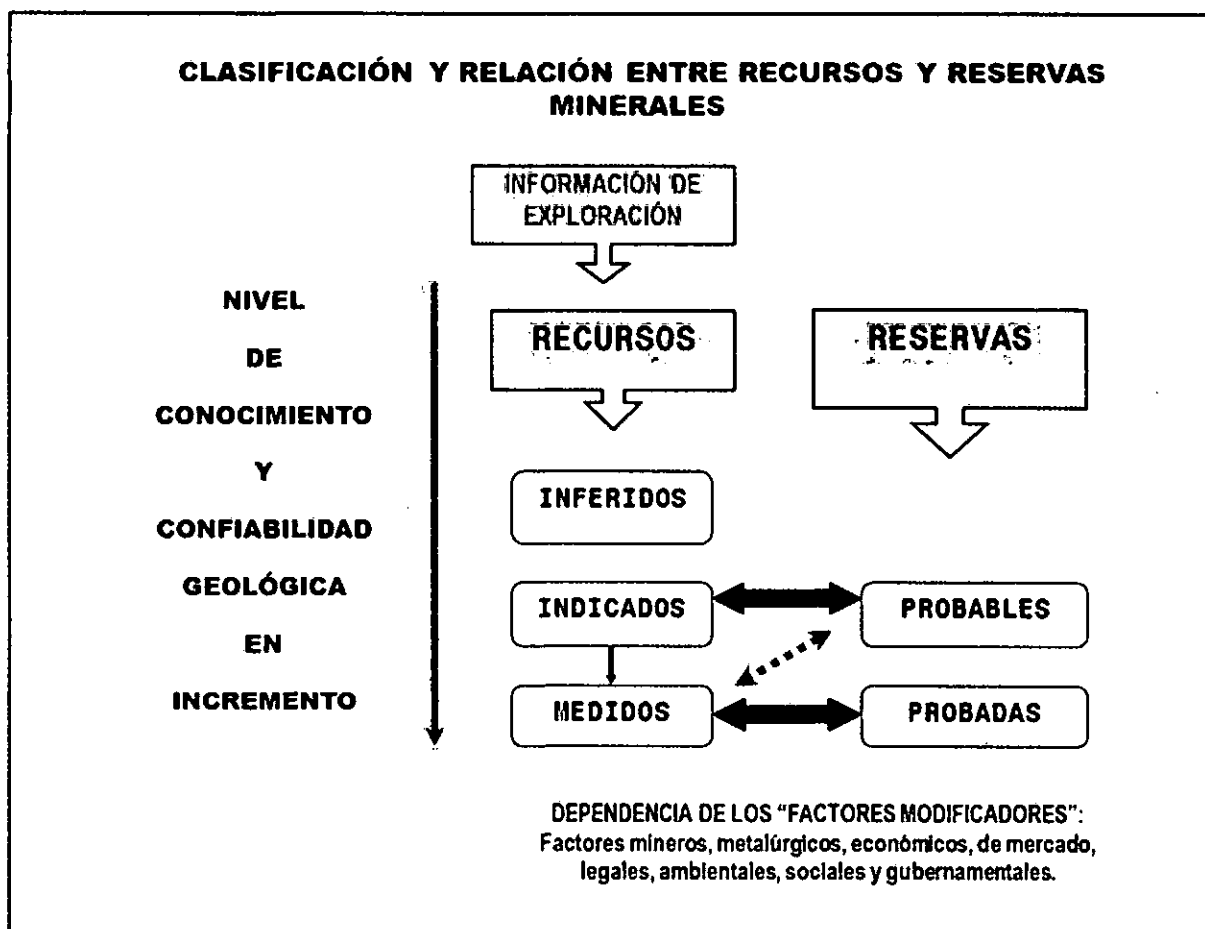 CLASIFICACIÓN Y RELACIÓN ENTRE RECURSOS Y RESERVAS
MINERALES
INFORMACIÓN DE
EXPLORACIÓN
NIVEL
DE
CONOCIMIENTO
Y
CONFIABILIDAD
GEOLÓGICA
EN
INCREMENTO
RECURSOS
RESERVAS
INFERIDOS
INDICADOS
PROBABLES
MEDIDOS
PROBADAS
DEPENDENCIA DE LOS “FACTORES MODIFICADORES”:
Factores mineros, metalúrgicos, económicos, de mercado,
legales, ambientales, sociales y gubernamentales.